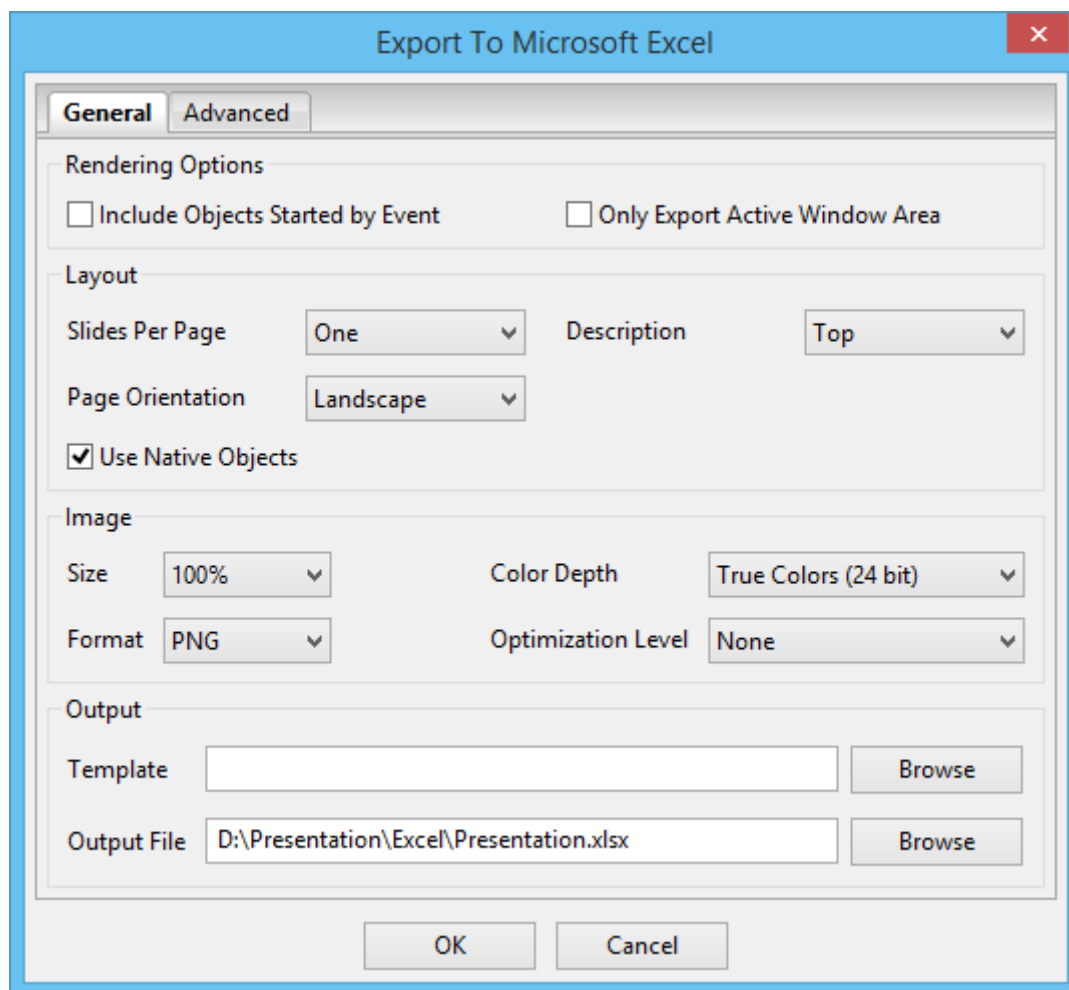 Export To Microsoft Excel
General Advanced
Rendering Options
Include Objects Started by Event Only Export Active Window Area
Layout
Slides Per Page One Description Top
Page Orientation Landscape
Use Native Objects
Image
Size 100% Color Depth True Colors (24 bit)
Format PNG Optimization Level None
Output
Template Browse
Output File D:\Presentation\Excel\Presentation.xlsx Browse
OK Cancel